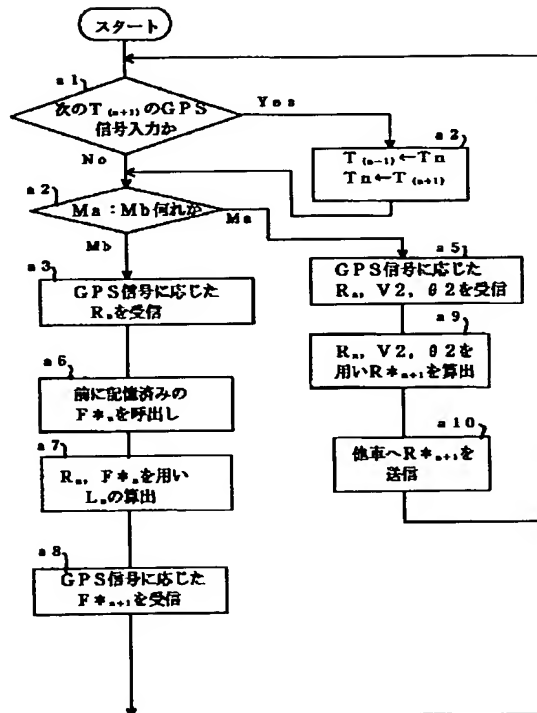 スタート
a1
次のT(n+1)のGPS
信号入力か
Yes
No
a2
T(n-1)←Tn
Tn←T(n+1)
a2
Ma:Mb何れか
Ma
Mb
a3
GPS信号に応じた
Rnを受信
a5
GPS信号に応じた
Rn, V2, θ2を受信
a6
前に記憶済みの
F*nを呼出し
a9
Rn, V2, θ2を
用いR*n+1を算出
a7
Rn, F*nを用い
Lnの算出
a10
他車へR*n+1を
送信
a8
GPS信号に応じた
F*n+1を受信